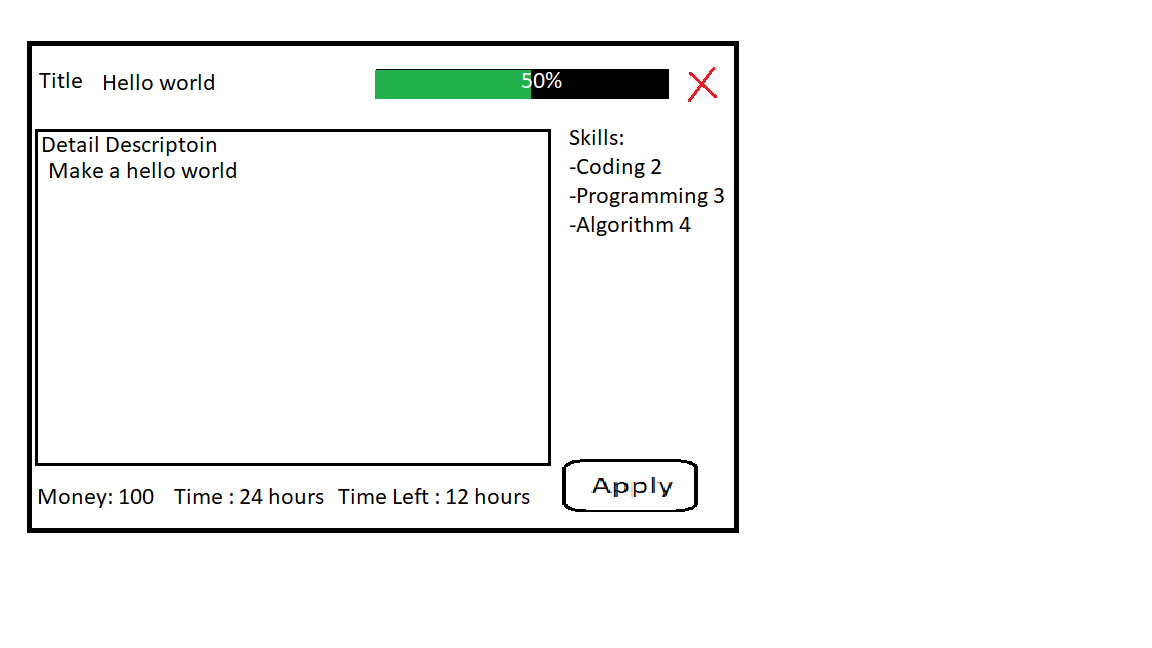 Title Hello world 50%
Detail Descriptoin
Make a hello world
Skills:
-Coding 2
-Programming 3
-Algorithm 4
Money: 100 Time : 24 hours Time Left : 12 hours
Apply